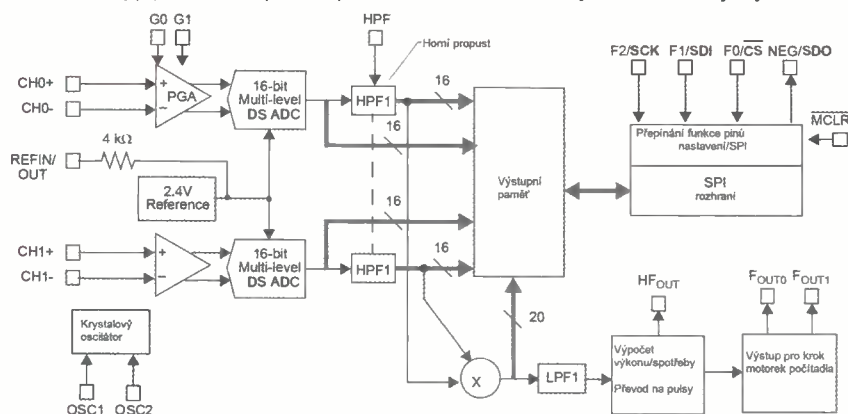 G0 G1
HPF
Horní propust
F2/SCK F1/SDI F0/CS NEG/SDO
CH0+
CH0-
PGA
+
−
16-bit
Multi-level
DS ADC
HPF1
16
16
MCLR
Přepínání funkce pinů
nastavení/SPI
SPI
rozhraní
REFIN/
OUT
4 kΩ
2.4V
Reference
Výstupní
paměť
CH1+
CH1-
+
−
16-bit
Multi-level
DS ADC
HPF1
16
16
20
HFOUT
FOUT0 FOUT1
Krystalový
oscilátor
OSC1 OSC2
X
LPF1
Výpočet
výkonu/spotřeby
Převod na pulsy
Výstup pro krok
motorek počítadla